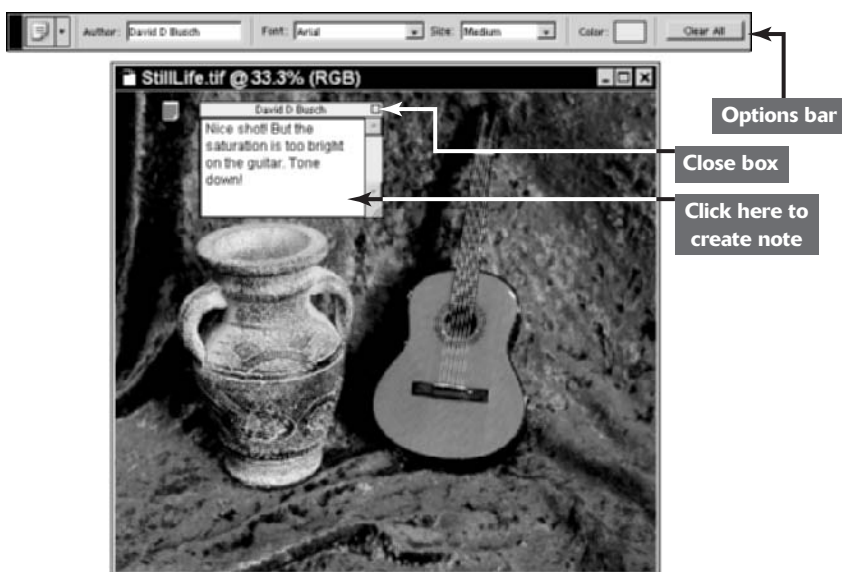 Author: David D Busch Font: Arial Size: Medium Color: Clear All
Options bar
StillLife.tif @ 33.3% (RGB)
David D Busch
Close box
Nice shot! But the
saturation is too bright
on the guitar. Tone
down!
Click here to
create note